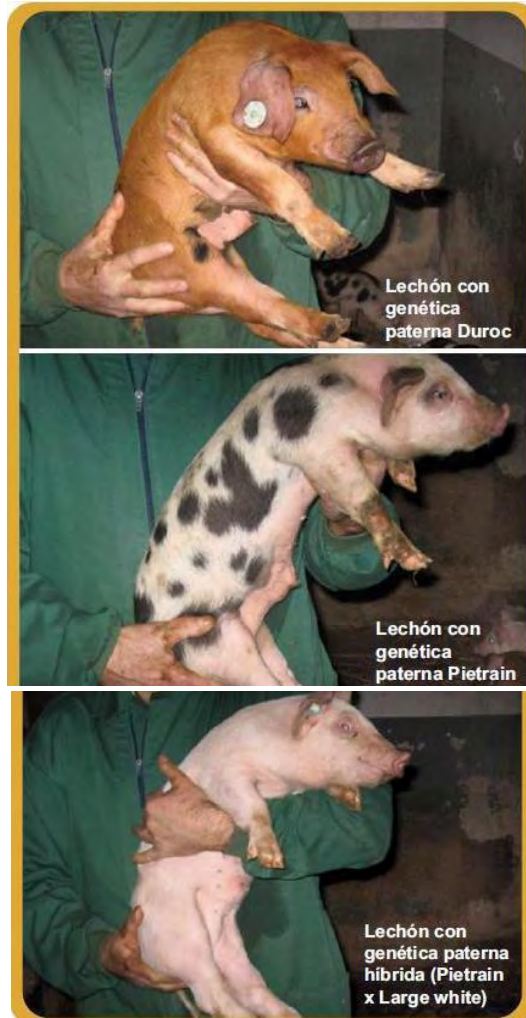 Lechón con
genética
paterna Duroc
Lechón con
genética
paterna Pietrain
Lechón con
genética paterna
híbrida (Pietrain
x Large white)